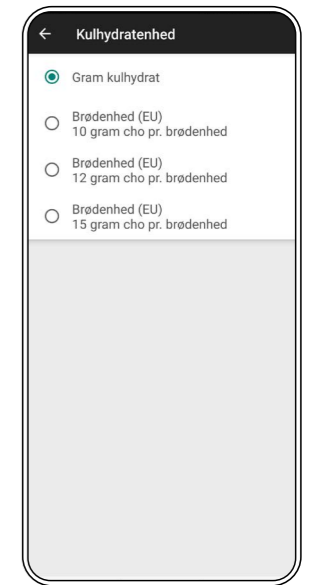 Kulhydratenhed
Gram kulhydrat
Brødenhed (EU)
10 gram cho pr. brødenhed
Brødenhed (EU)
12 gram cho pr. brødenhed
Brødenhed (EU)
15 gram cho pr. brødenhed